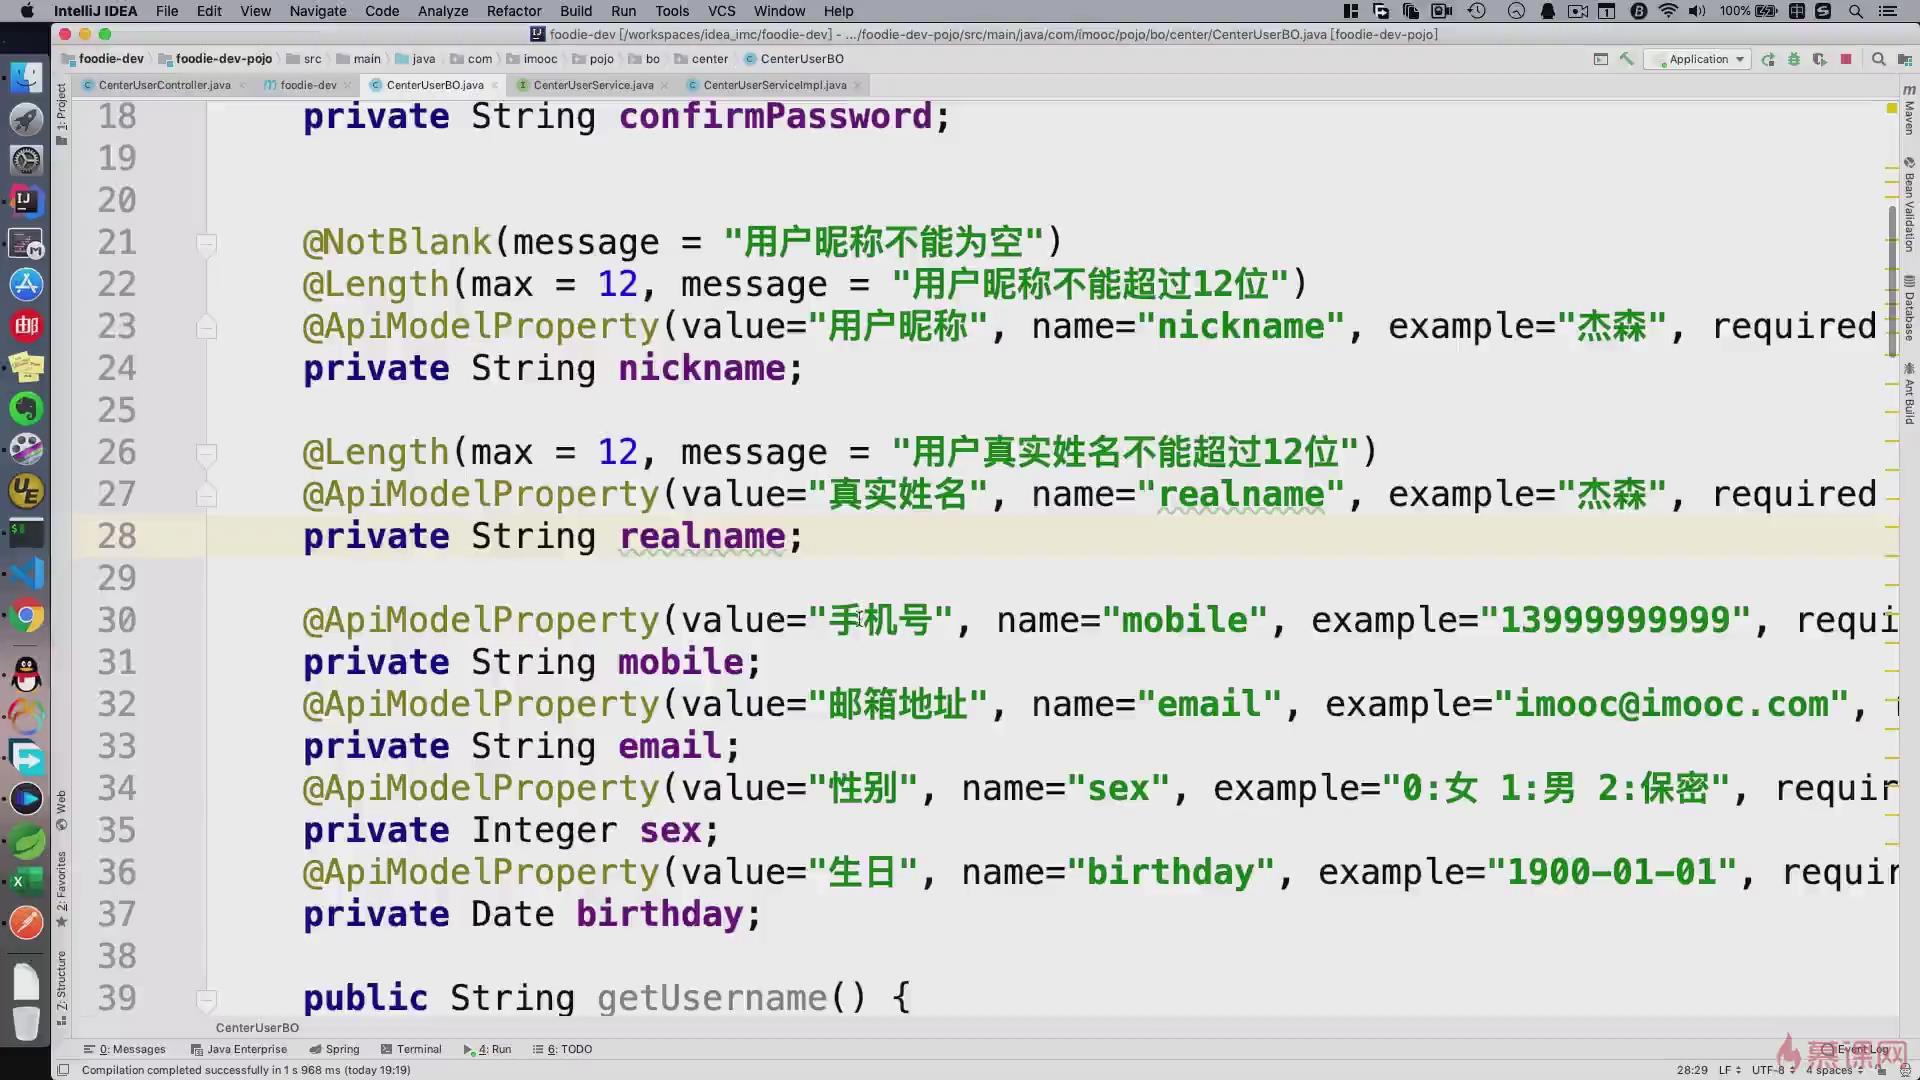 IntelliJ IDEA File Edit View Navigate Code Analyze Refactor Build Run Tools VCS Window Help 100%
foodie-dev [/workspaces/idea_imc/foodie-dev] - .../foodie-dev-pojo/src/main/java/com/imooc/pojo/bo/center/CenterUserBO.java [foodie-dev-pojo]
foodie-dev foodie-dev-pojo src main java com imooc pojo bo center CenterUserBO Application
CenterUserController.java foodie-dev CenterUserBO.java CenterUserService.java CenterUserServiceImpl.java
1: Project
Web
2: Favorites
7: Structure
18 private String confirmPassword;
19
20
21 @NotBlank(message = "用户昵称不能为空")
22 @Length(max = 12, message = "用户昵称不能超过12位")
23 @ApiModelProperty(value="用户昵称", name="nickname", example="杰森", required
24 private String nickname;
25
26 @Length(max = 12, message = "用户真实姓名不能超过12位")
27 @ApiModelProperty(value="真实姓名", name="realname", example="杰森", required
28 private String realname;
29
30 @ApiModelProperty(value="手机号", name="mobile", example="13999999999", requi
31 private String mobile;
32 @ApiModelProperty(value="邮箱地址", name="email", example="imooc@imooc.com",
33 private String email;
34 @ApiModelProperty(value="性别", name="sex", example="0:女 1:男 2:保密", requir
35 private Integer sex;
36 @ApiModelProperty(value="生日", name="birthday", example="1900-01-01", requir
37 private Date birthday;
38
39 public String getUsername() {
Maven
Bean Validation
Database
Ant Build
CenterUserBO
0: Messages Java Enterprise Spring Terminal 4: Run 6: TODO Event Log
慕课网
Compilation completed successfully in 1 s 968 ms (today 19:19) 28:29 LF UTF-8 4 spaces